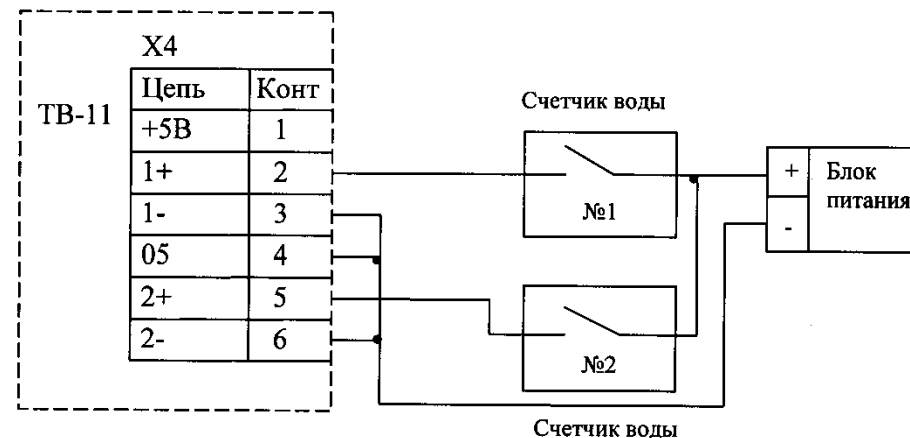 X4
ТВ-11
Цепь Конт
+5В 1
1+ 2
1- 3
05 4
2+ 5
2- 6
Счетчик воды
№1
+ Блок
питания
-
№2
Счетчик воды